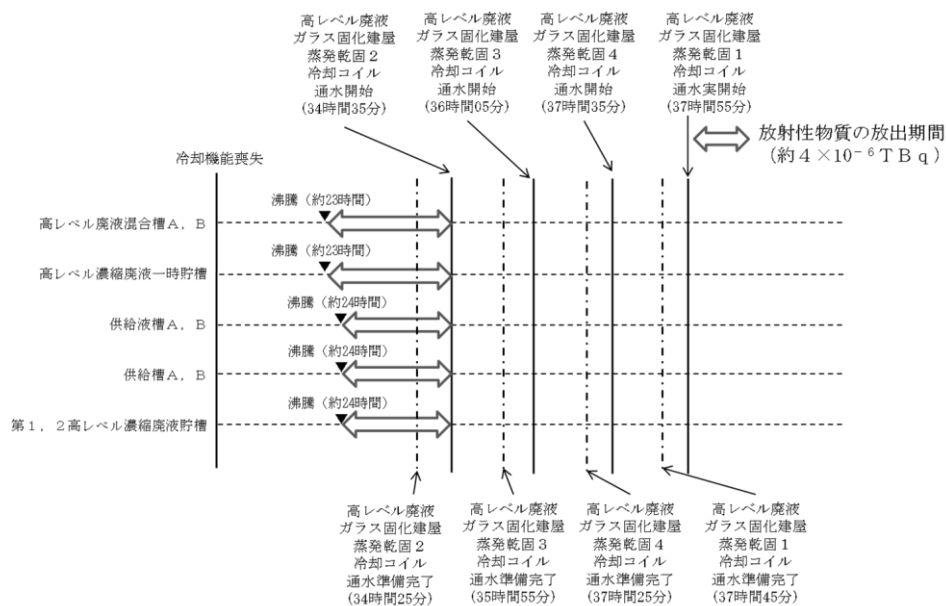 高レベル廃液
ガラス固化建屋
蒸発乾固２
冷却コイル
通水開始
(34時間35分)
高レベル廃液
ガラス固化建屋
蒸発乾固３
冷却コイル
通水開始
(36時間05分)
高レベル廃液
ガラス固化建屋
蒸発乾固４
冷却コイル
通水開始
(37時間35分)
高レベル廃液
ガラス固化建屋
蒸発乾固１
冷却コイル
通水実開始
(37時間55分)
放射性物質の放出期間
（約４×10⁻⁶ＴＢｑ）
冷却機能喪失
沸騰（約23時間）
高レベル廃液混合槽Ａ，Ｂ
沸騰（約23時間）
高レベル濃縮廃液一時貯槽
沸騰（約24時間）
供給液槽Ａ，Ｂ
沸騰（約24時間）
供給槽Ａ，Ｂ
沸騰（約24時間）
第１，２高レベル濃縮廃液貯槽
高レベル廃液
ガラス固化建屋
蒸発乾固２
冷却コイル
通水準備完了
(34時間25分)
高レベル廃液
ガラス固化建屋
蒸発乾固３
冷却コイル
通水準備完了
(35時間55分)
高レベル廃液
ガラス固化建屋
蒸発乾固４
冷却コイル
通水準備完了
(37時間25分)
高レベル廃液
ガラス固化建屋
蒸発乾固１
冷却コイル
通水準備完了
(37時間45分)